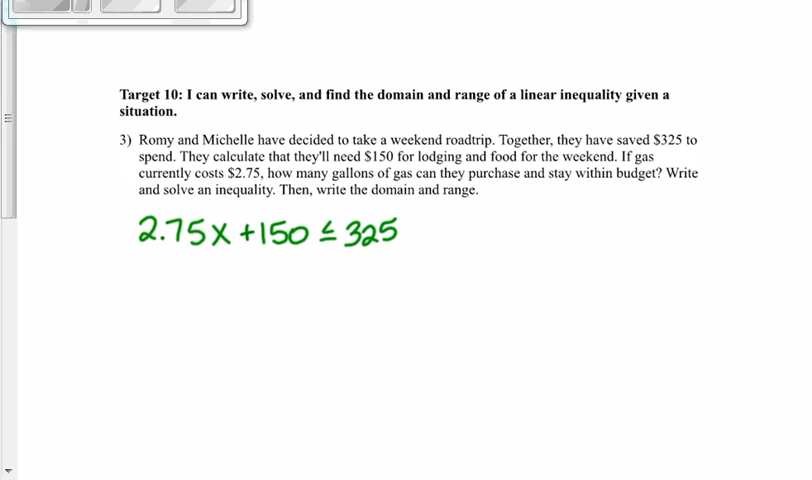 Target 10: I can write, solve, and find the domain and range of a linear inequality given a
situation.
3) Romy and Michelle have decided to take a weekend roadtrip. Together, they have saved $325 to
spend. They calculate that they'll need $150 for lodging and food for the weekend. If gas
currently costs $2.75, how many gallons of gas can they purchase and stay within budget? Write
and solve an inequality. Then, write the domain and range.
2.75x + 150 ≤ 325